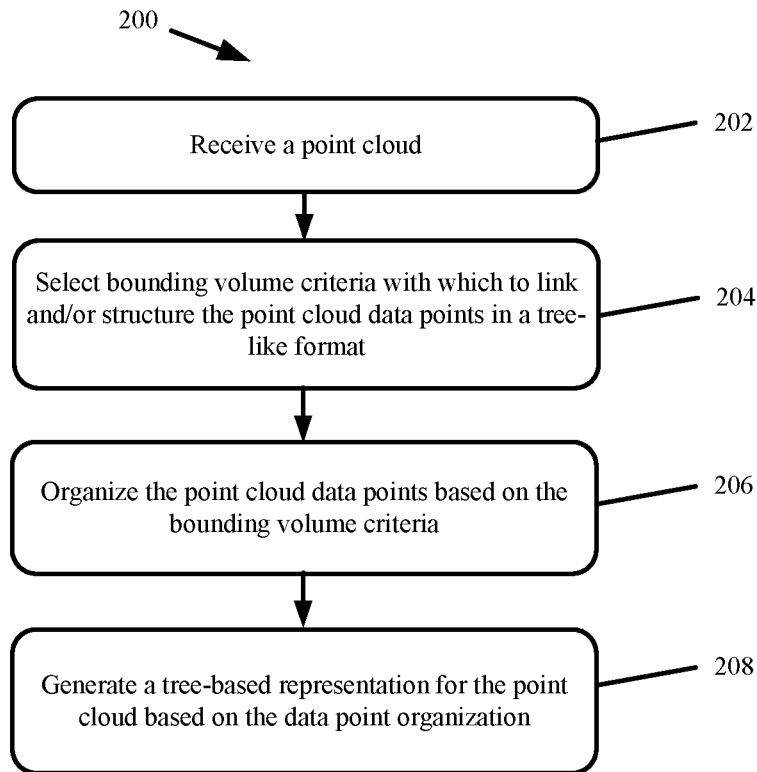 200
Receive a point cloud
202
Select bounding volume criteria with which to link
and/or structure the point cloud data points in a tree-
like format
204
Organize the point cloud data points based on the
bounding volume criteria
206
Generate a tree-based representation for the point
cloud based on the data point organization
208